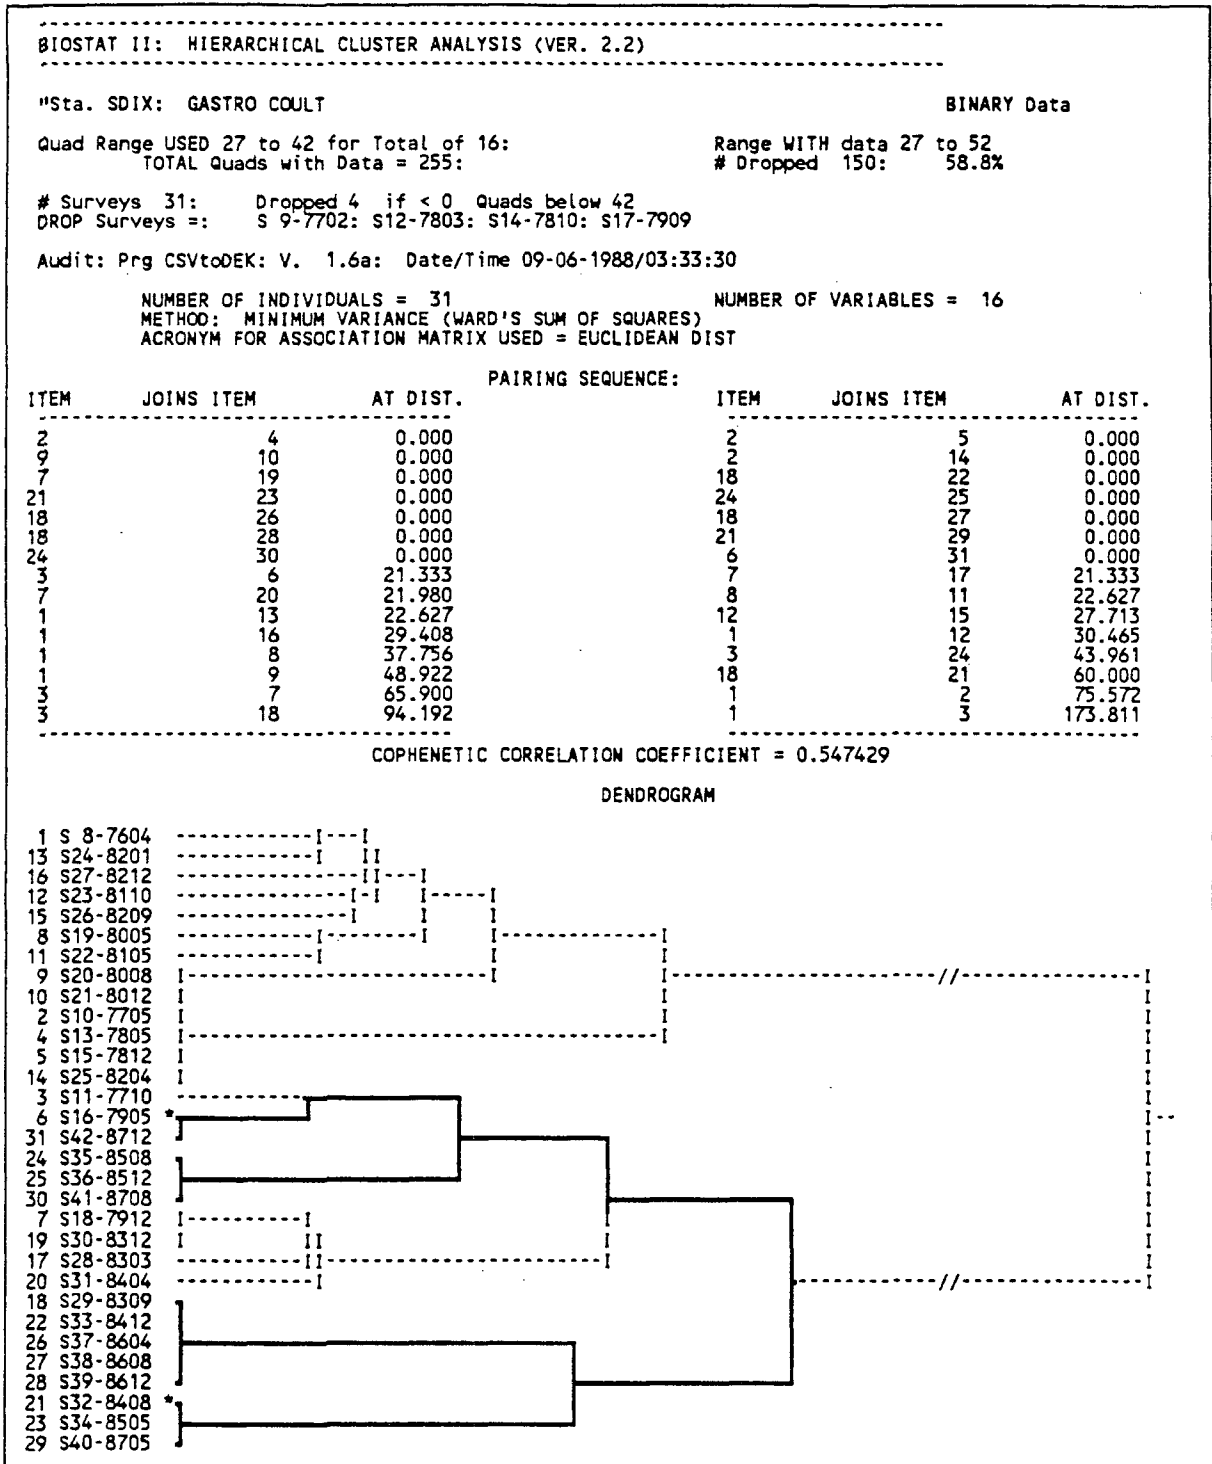 BIOSTAT II: HIERARCHICAL CLUSTER ANALYSIS (VER. 2.2)
"Sta. SDIX: GASTRO COULT BINARY Data
Quad Range USED 27 to 42 for Total of 16: Range WITH data 27 to 52
TOTAL Quads with Data = 255: # Dropped 150: 58.8%
# Surveys 31: Dropped 4 if < 0 Quads below 42
DROP Surveys =: S 9-7702: S12-7803: S14-7810: S17-7909
Audit: Prg CSVtoDEK: V. 1.6a: Date/Time 09-06-1988/03:33:30
NUMBER OF INDIVIDUALS = 31 NUMBER OF VARIABLES = 16
METHOD: MINIMUM VARIANCE (WARD'S SUM OF SQUARES)
ACRONYM FOR ASSOCIATION MATRIX USED = EUCLIDEAN DIST
PAIRING SEQUENCE:
ITEM JOINS ITEM AT DIST. ITEM JOINS ITEM AT DIST.
2 4 0.000 2 5 0.000
9 10 0.000 2 14 0.000
7 19 0.000 18 22 0.000
21 23 0.000 24 25 0.000
18 26 0.000 18 27 0.000
18 28 0.000 21 29 0.000
24 30 0.000 6 31 0.000
3 6 21.333 7 17 21.333
7 20 21.980 8 11 22.627
1 13 22.627 12 15 27.713
1 16 29.408 1 12 30.465
1 8 37.756 3 24 43.961
1 9 48.922 18 21 60.000
3 7 65.900 1 2 75.572
3 18 94.192 1 3 173.811
COPHENETIC CORRELATION COEFFICIENT = 0.547429
DENDROGRAM
1 S 8-7604
13 S24-8201
16 S27-8212
12 S23-8110
15 S26-8209
8 S19-8005
11 S22-8105
9 S20-8008
10 S21-8012
2 S10-7705
4 S13-7805
5 S15-7812
14 S25-8204
3 S11-7710
6 S16-7905 *
31 S42-8712
24 S35-8508
25 S36-8512
30 S41-8708
7 S18-7912
19 S30-8312
17 S28-8303
20 S31-8404
18 S29-8309
22 S33-8412
26 S37-8604
27 S38-8608
28 S39-8612
21 S32-8408 *
23 S34-8505
29 S40-8705